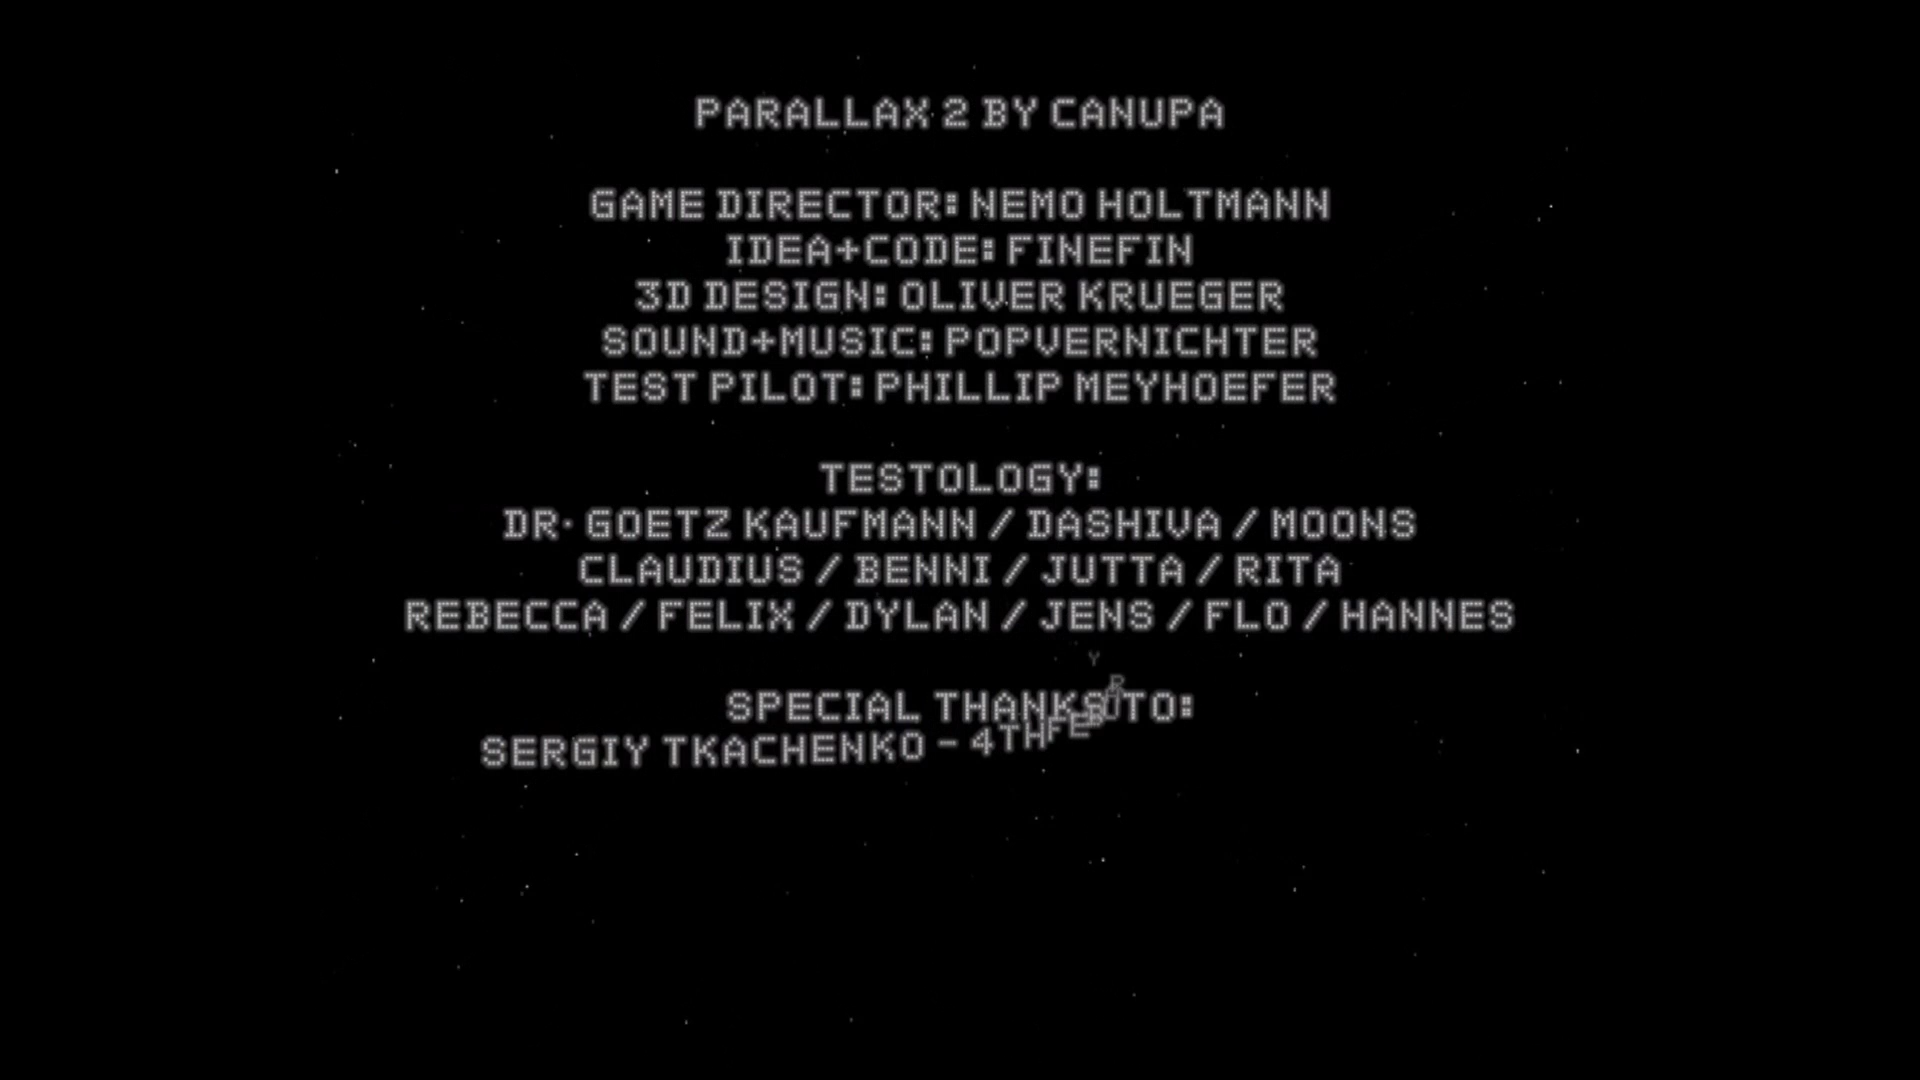 PARALLAX 2 BY CANUPA
GAME DIRECTOR: NEMO HOLTMANN
IDEA+CODE: FINEFIN
3D DESIGN: OLIVER KRUEGER
SOUND+MUSIC: POPVERNICHTER
TEST PILOT: PHILLIP MEYHOEFER
TESTOLOGY:
DR. GOETZ KAUFMANN / DASHIVA / MOONS
CLAUDIUS / BENNI / JUTTA / RITA
REBECCA / FELIX / DYLAN / JENS / FLO / HANNES
SPECIAL THANKS TO:
SERGIY TKACHENKO - 4THFEBRURY